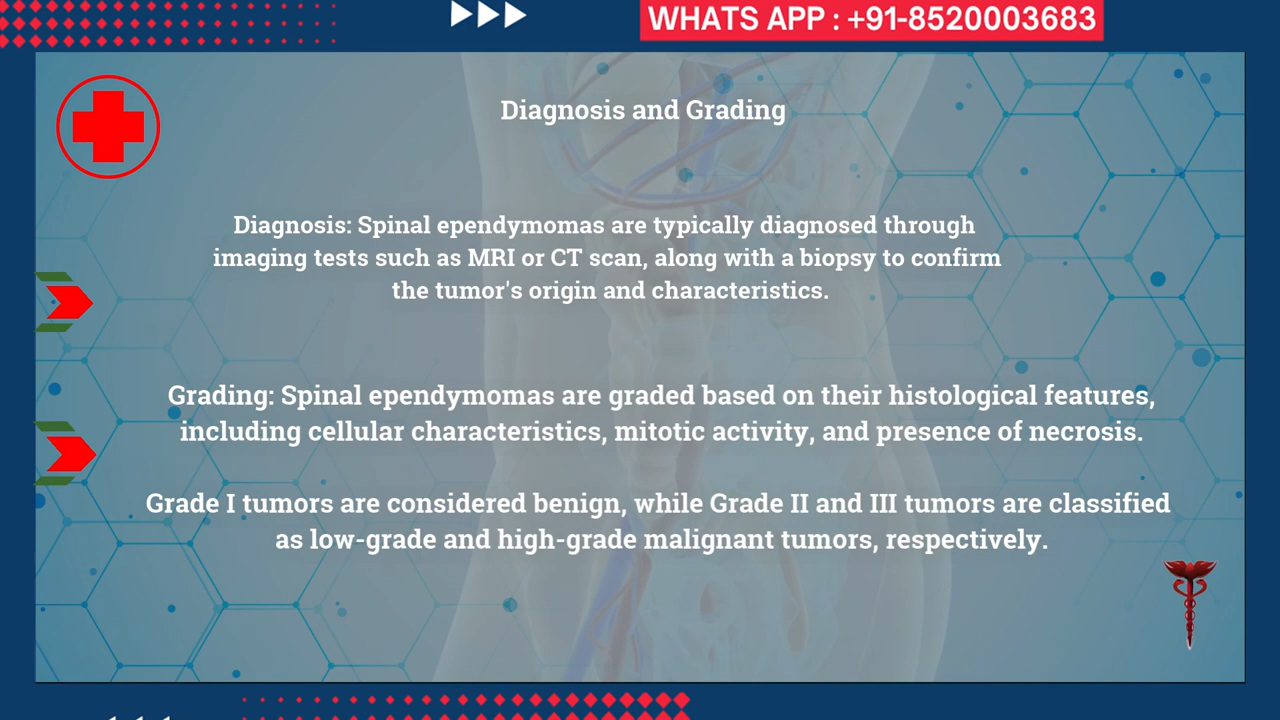 WHATS APP : +91-8520003683
Diagnosis and Grading
Diagnosis: Spinal ependymomas are typically diagnosed through
imaging tests such as MRI or CT scan, along with a biopsy to confirm
the tumor's origin and characteristics.
Grading: Spinal ependymomas are graded based on their histological features,
including cellular characteristics, mitotic activity, and presence of necrosis.
Grade I tumors are considered benign, while Grade II and III tumors are classified
as low-grade and high-grade malignant tumors, respectively.